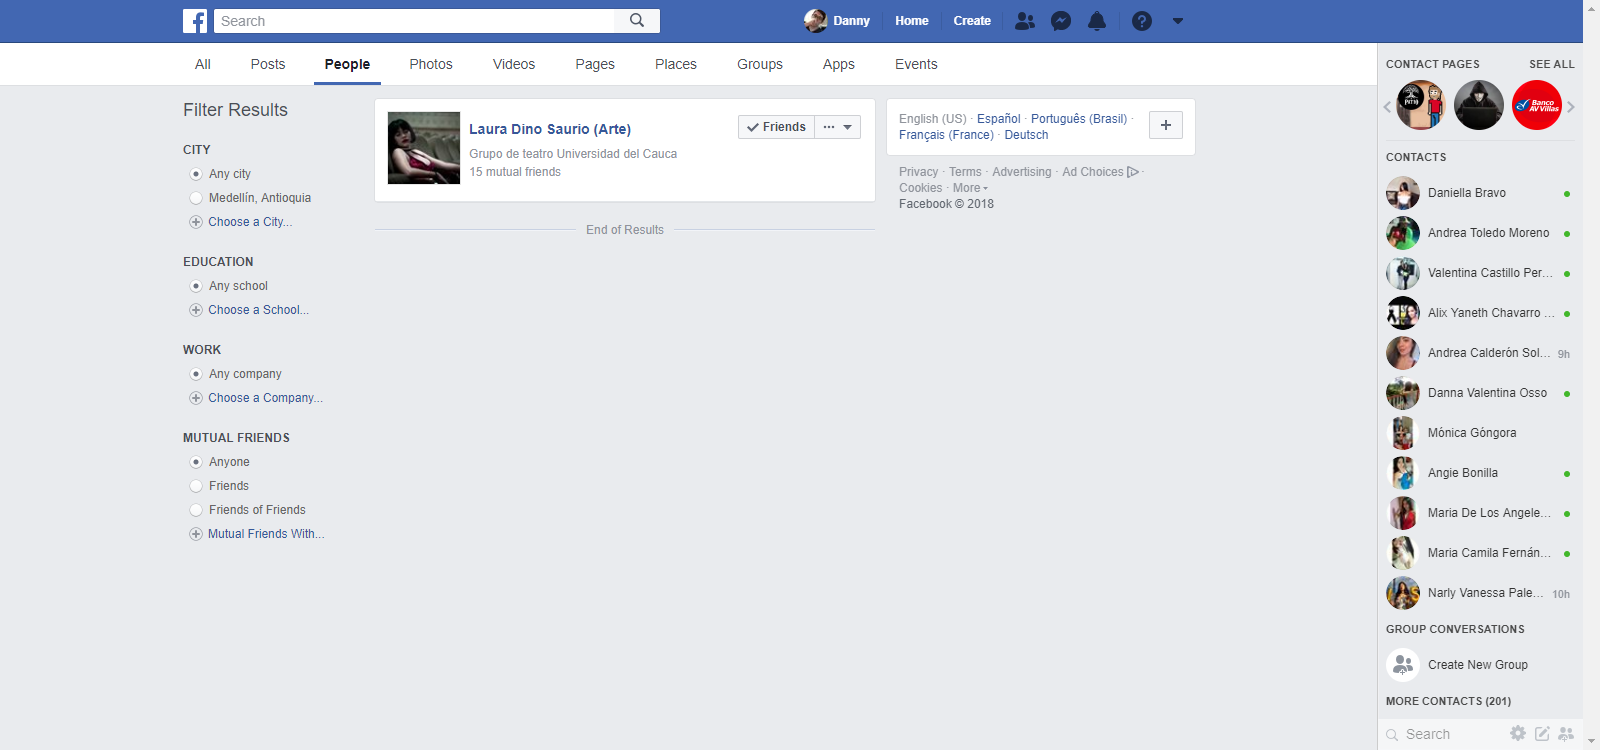 Search
Danny Home Create
All Posts People Photos Videos Pages Places Groups Apps Events
Filter Results
CITY
Any city
Medellín, Antioquia
Choose a City...
EDUCATION
Any school
Choose a School...
WORK
Any company
Choose a Company...
MUTUAL FRIENDS
Anyone
Friends
Friends of Friends
Mutual Friends With...
Laura Dino Saurio (Arte)
Grupo de teatro Universidad del Cauca
15 mutual friends
Friends
End of Results
English (US) · Español · Português (Brasil) ·
Français (France) · Deutsch
Privacy · Terms · Advertising · Ad Choices ·
Cookies · More
Facebook © 2018
CONTACT PAGES SEE ALL
Banco
AV Villas
CONTACTS
Daniella Bravo
Andrea Toledo Moreno
Valentina Castillo Per...
Alix Yaneth Chavarro ...
Andrea Calderón Sol... 9h
Danna Valentina Osso
Mónica Góngora
Angie Bonilla
Maria De Los Angele...
Maria Camila Fernán...
Narly Vanessa Pale... 10h
GROUP CONVERSATIONS
Create New Group
MORE CONTACTS (201)
Search